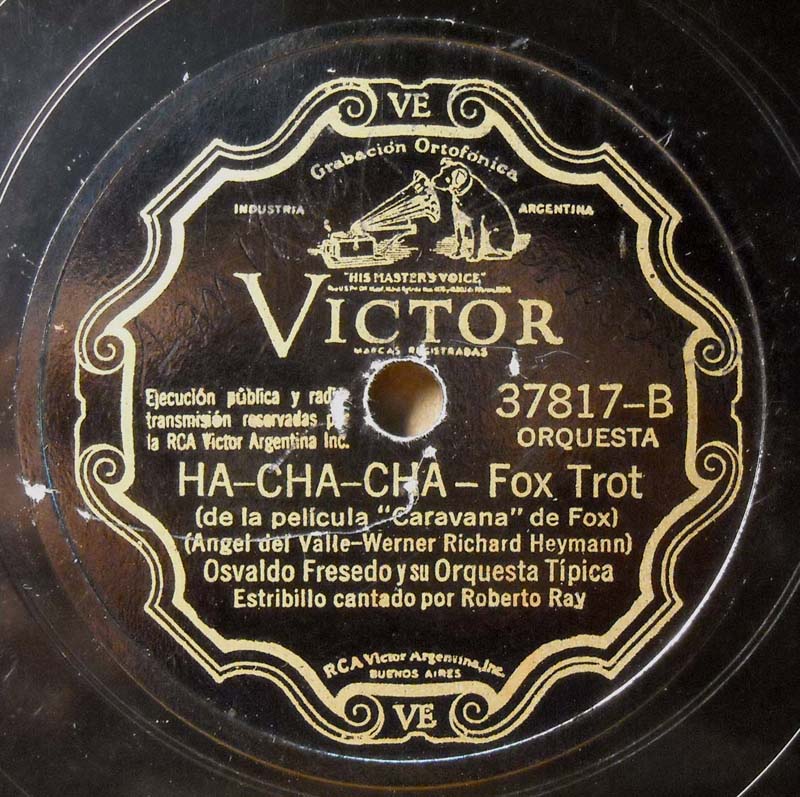 VE
Grabación Ortofónica
INDUSTRIA
ARGENTINA
"HIS MASTER'S VOICE"
VICTOR
MARCAS REGISTRADAS
Ejecución pública y radio
transmisión reservadas
la RCA Victor Argentina Inc.
37817-B
ORQUESTA
HA-CHA-CHA - Fox Trot
(de la película "Caravana" de Fox)
(Angel del Valle-Werner Richard Heymann)
Osvaldo Fresedo y su Orquesta Típica
Estribillo cantado por Roberto Ray
RCA Victor Argentina, Inc.
BUENOS AIRES
VE